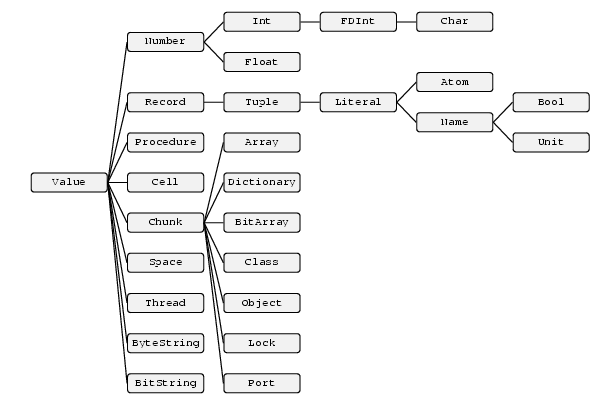 Int FDInt Char
Number
Float
Atom
Record Tuple Literal Bool
Name
Procedure Array Unit
Value Cell Dictionary
Chunk BitArray
Space Class
Thread Object
ByteString Lock
BitString Port